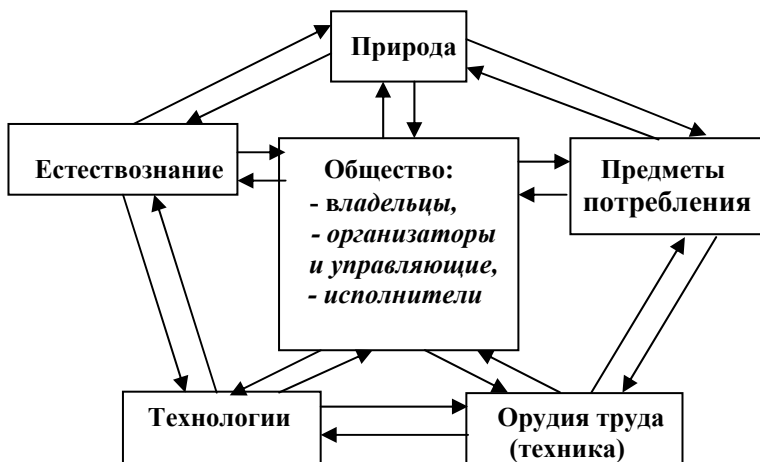 Природа
Естествознание
Общество:
- владельцы,
- организаторы
и управляющие,
- исполнители
Предметы
потребления
Технологии
Орудия труда
(техника)